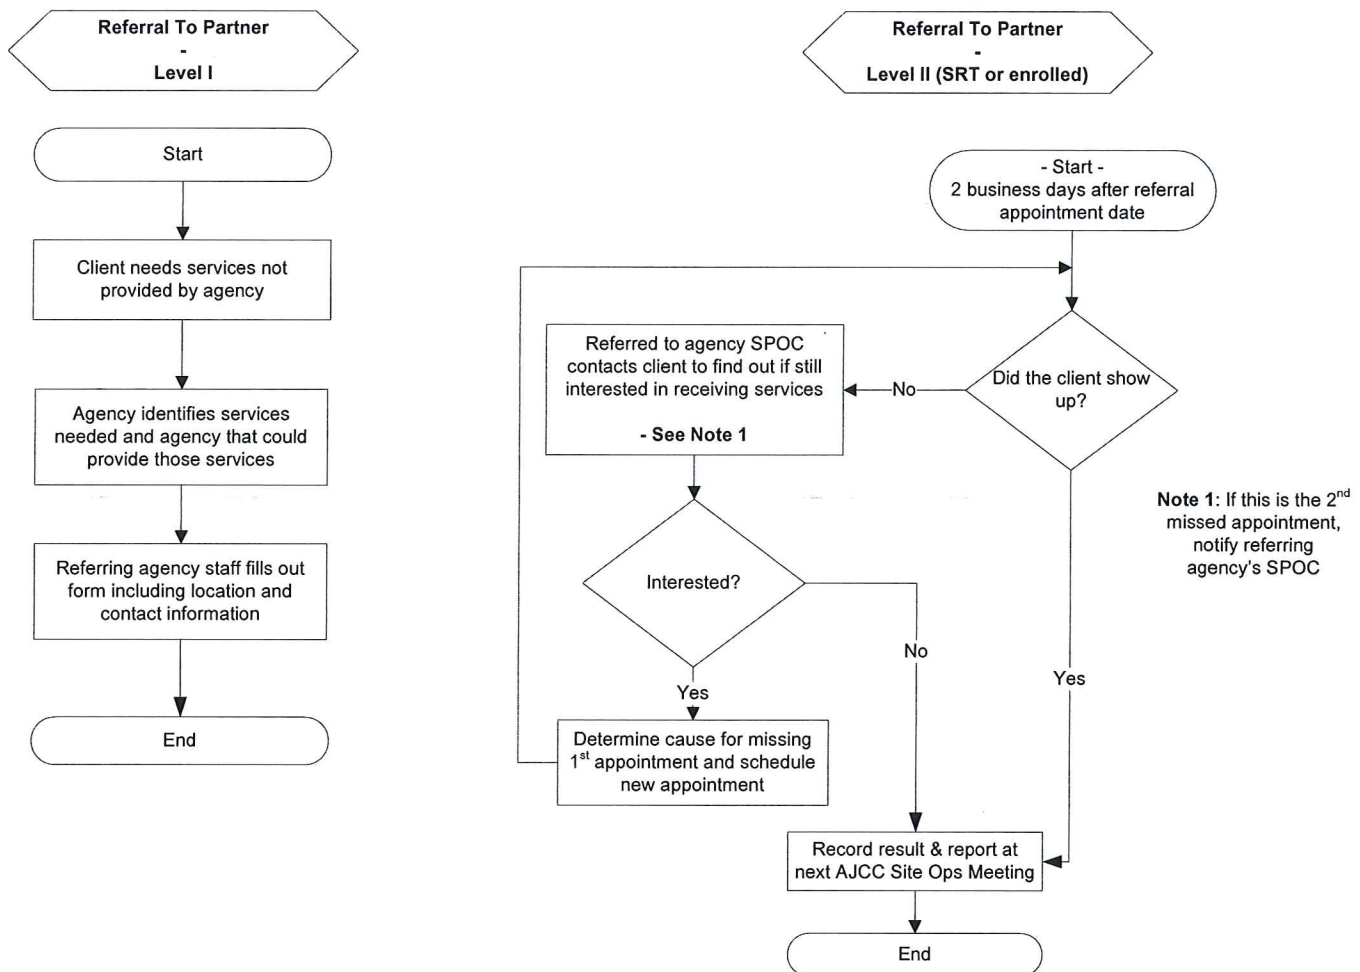 Referral To Partner
-
Level I
Start
Client needs services not
provided by agency
Agency identifies services
needed and agency that could
provide those services
Referring agency staff fills out
form including location and
contact information
End
Referral To Partner
-
Level II (SRT or enrolled)
- Start -
2 business days after referral
appointment date
Did the client show
up?
No
Referred to agency SPOC
contacts client to find out if still
interested in receiving services
- See Note 1
Interested?
No
Yes
Yes
Determine cause for missing
1st appointment and schedule
new appointment
Note 1: If this is the 2nd
missed appointment,
notify referring
agency's SPOC
Record result & report at
next AJCC Site Ops Meeting
End